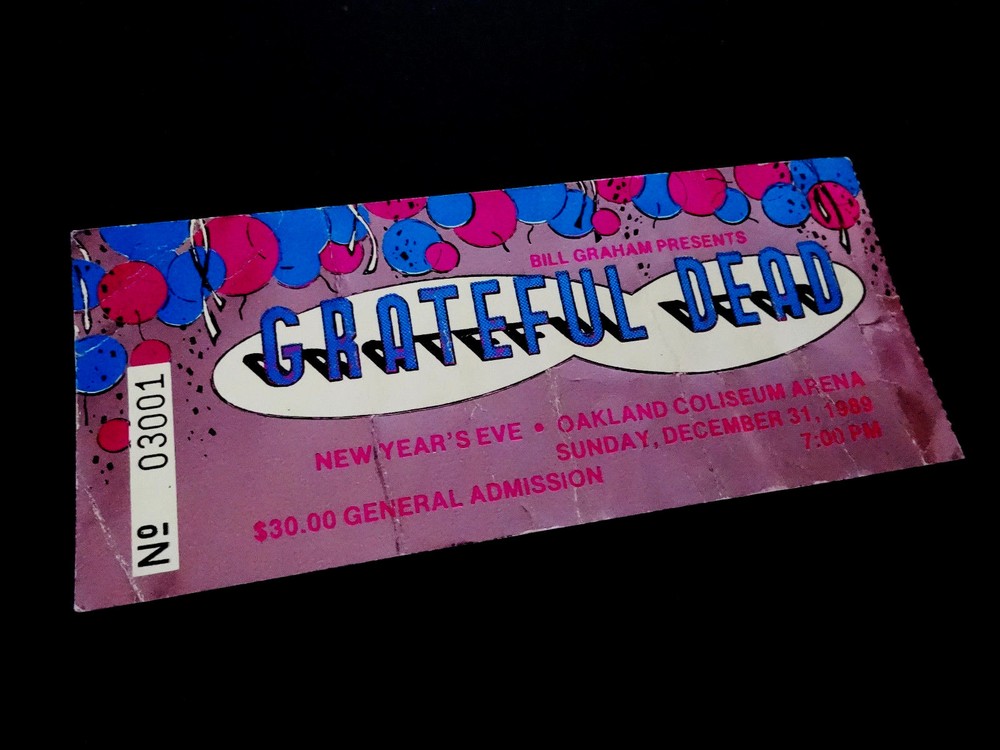 BILL GRAHAM PRESENTS
GRATEFUL DEAD
NEW YEAR'S EVE • OAKLAND COLISEUM ARENA
SUNDAY, DECEMBER 31, 1989
7:00 PM
$30.00 GENERAL ADMISSION
Nº 03001